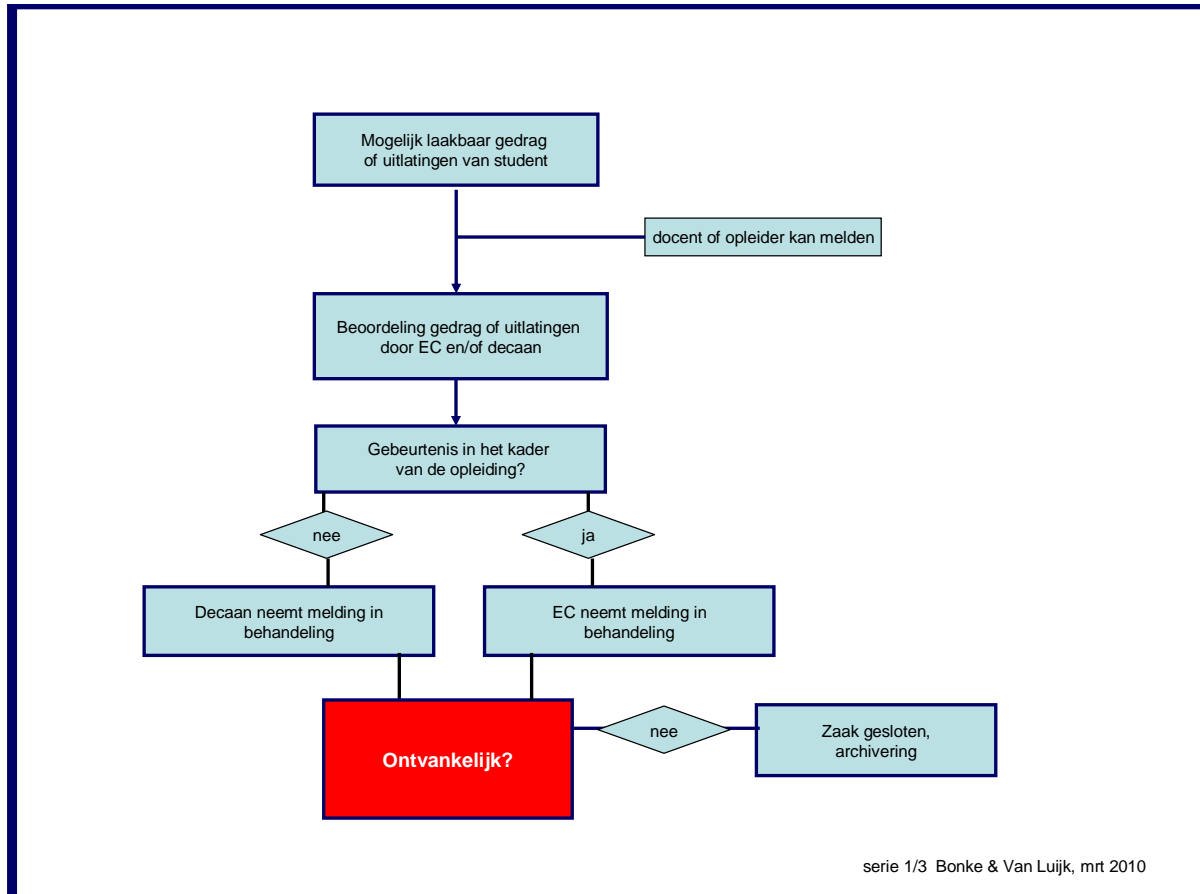 Mogelijk laakbaar gedrag
of uitlatingen van student
docent of opleider kan melden
Beoordeling gedrag of uitlatingen
door EC en/of decaan
Gebeurtenis in het kader
van de opleiding?
nee
ja
Decaan neemt melding in
behandeling
EC neemt melding in
behandeling
Ontvankelijk?
nee
Zaak gesloten,
archivering
serie 1/3 Bonke & Van Luijk, mrt 2010